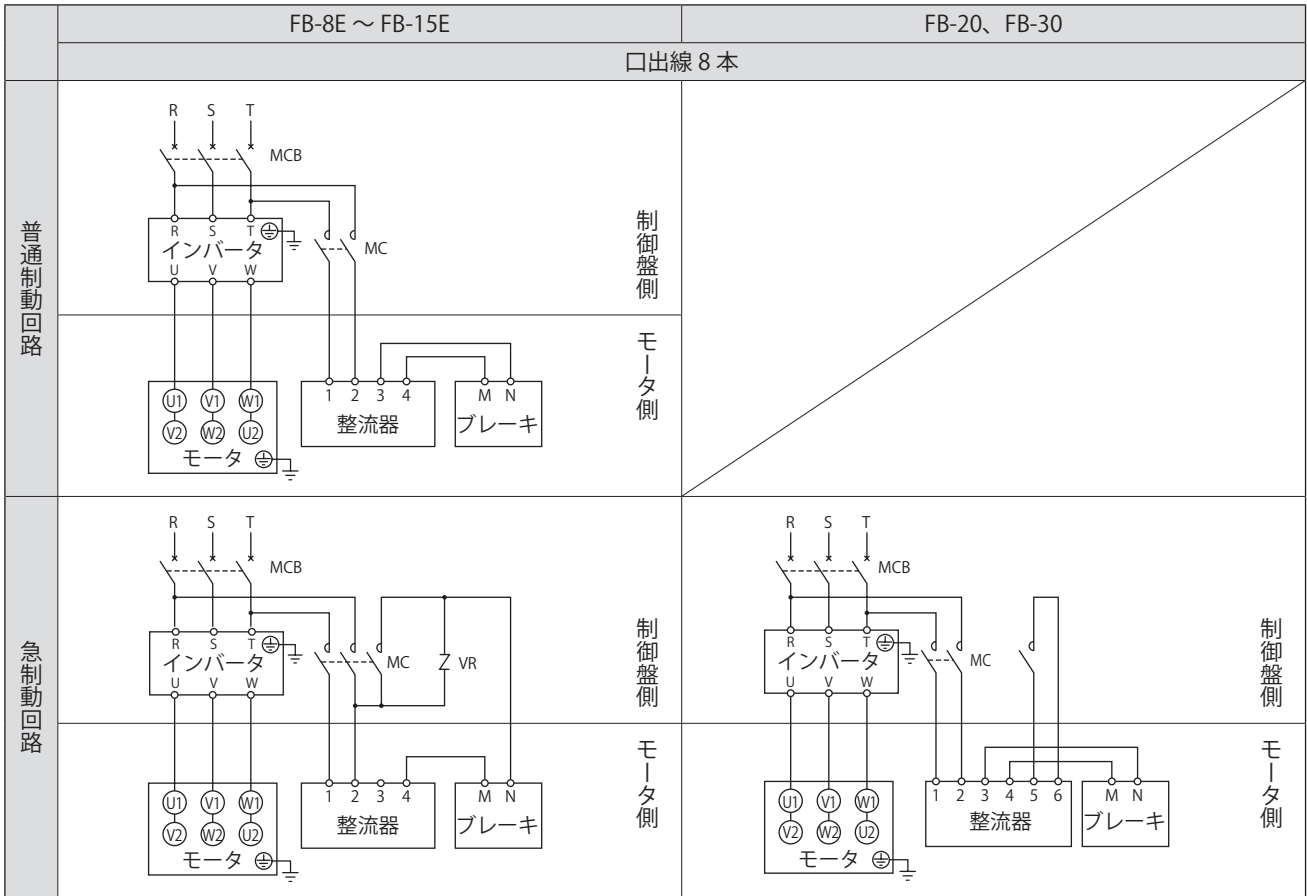 FB-8E ～ FB-15E
FB-20、FB-30
口出線 8 本
普通制動回路
R S T
MCB
R S T
インバータ
U V W
MC
制御盤側
モータ側
U1 V1 W1
V2 W2 U2
モータ
1 2 3 4
整流器
M N
ブレーキ
急制動回路
R S T
MCB
R S T
インバータ
U V W
MC
VR
制御盤側
モータ側
U1 V1 W1
V2 W2 U2
モータ
1 2 3 4
整流器
M N
ブレーキ
R S T
MCB
R S T
インバータ
U V W
MC
制御盤側
モータ側
U1 V1 W1
V2 W2 U2
モータ
1 2 3 4 5 6
整流器
M N
ブレーキ